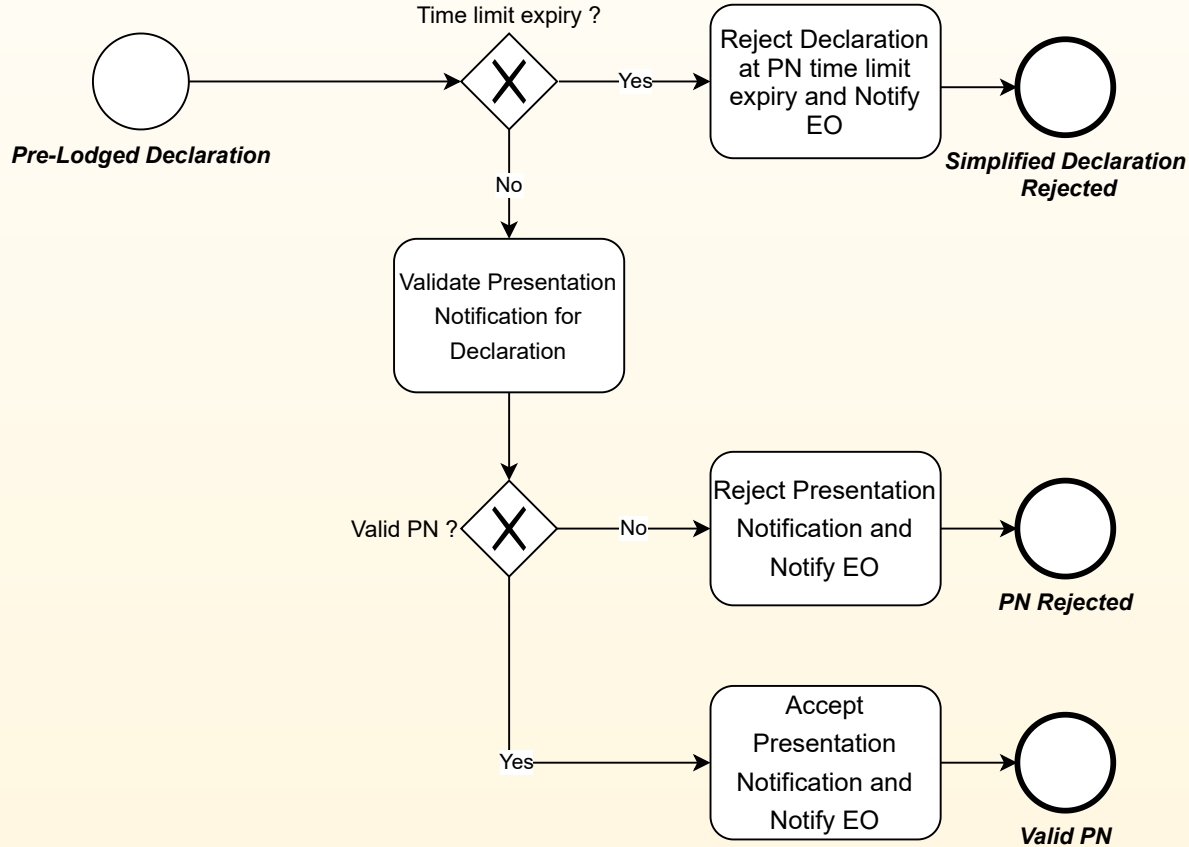 Time limit expiry ?
Pre-Lodged Declaration
Yes
Reject Declaration
at PN time limit
expiry and Notify
EO
Simplified Declaration
Rejected
No
Validate Presentation
Notification for
Declaration
Valid PN ?
No
Reject Presentation
Notification and
Notify EO
PN Rejected
Yes
Accept
Presentation
Notification and
Notify EO
Valid PN